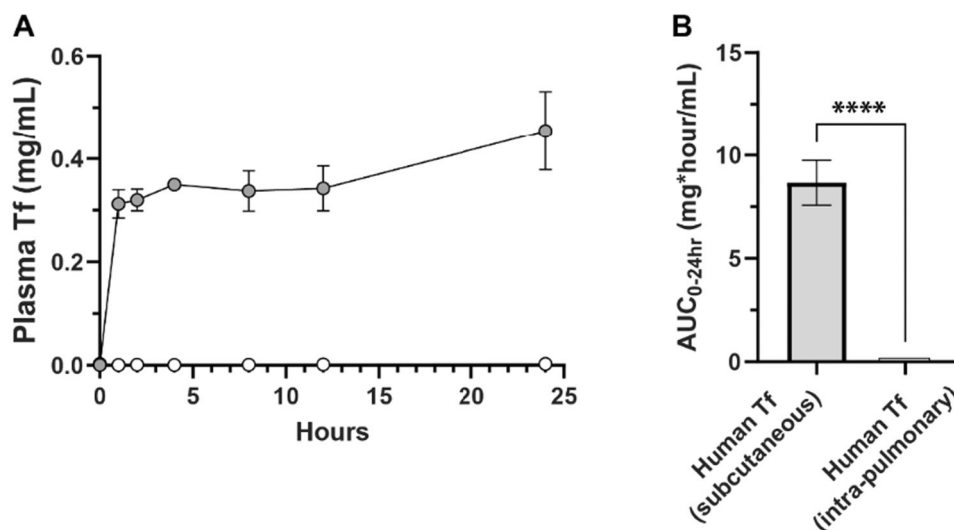 A
0.6
0.4
0.2
0.0
Plasma Tf (mg/mL)
0 5 10 15 20 25
Hours
B
15
10
5
0
AUC0-24hr (mg*hour/mL)
****
Human Tf
(subcutaneous)
Human Tf
(intra-pulmonary)